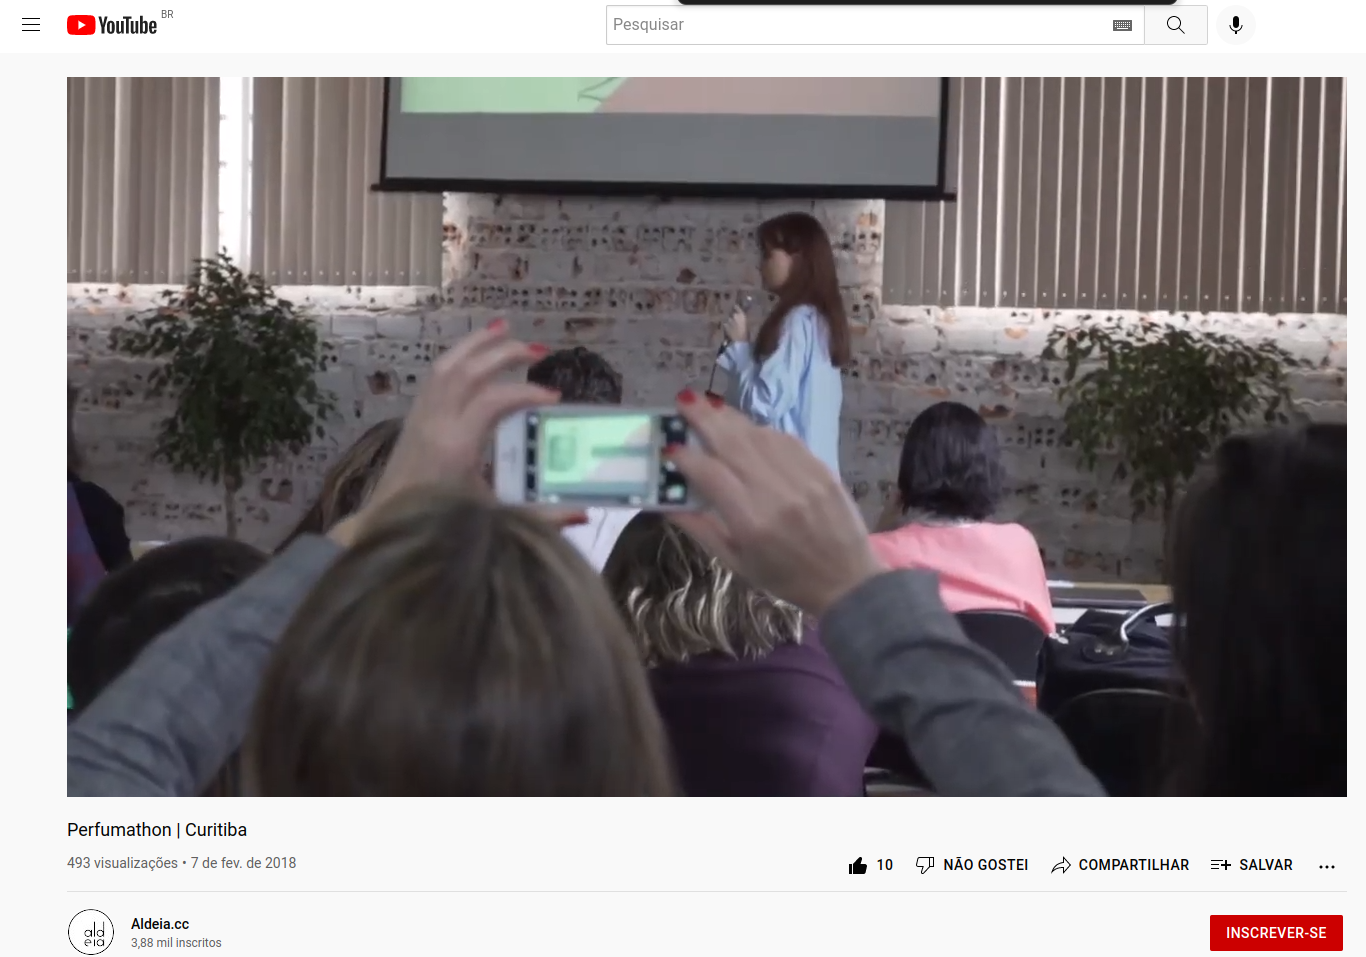 YouTube BR
Pesquisar
Perfumathon | Curitiba
493 visualizações • 7 de fev. de 2018
10 NÃO GOSTEI COMPARTILHAR SALVAR ...
ald
eia
Aldeia.cc
3,88 mil inscritos
INSCREVER-SE